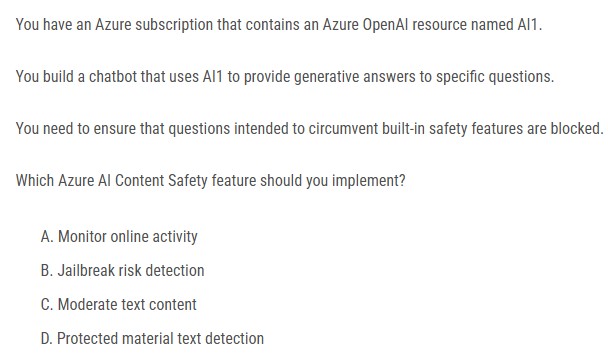 You have an Azure subscription that contains an Azure OpenAI resource named AI1.
You build a chatbot that uses AI1 to provide generative answers to specific questions.
You need to ensure that questions intended to circumvent built-in safety features are blocked.
Which Azure AI Content Safety feature should you implement?
A. Monitor online activity
B. Jailbreak risk detection
C. Moderate text content
D. Protected material text detection